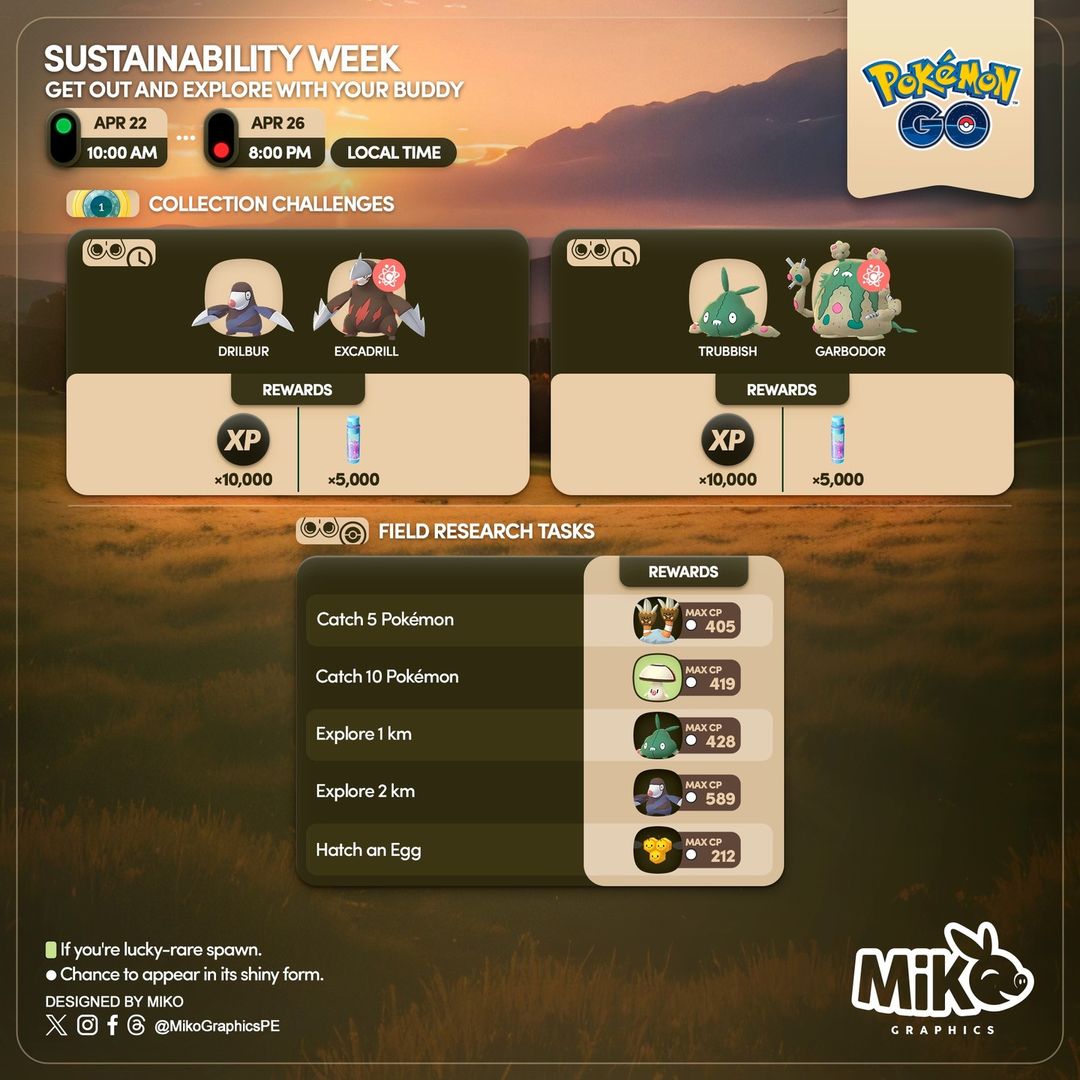 SUSTAINABILITY WEEK
GET OUT AND EXPLORE WITH YOUR BUDDY
APR 22
10:00 AM
APR 26
8:00 PM
LOCAL TIME
POKÉMON
GO
1
COLLECTION CHALLENGES
DRILBUR
EXCADRILL
REWARDS
XP
×10,000
×5,000
TRUBBISH
GARBODOR
REWARDS
XP
×10,000
×5,000
FIELD RESEARCH TASKS
REWARDS
Catch 5 Pokémon
MAX CP
405
Catch 10 Pokémon
MAX CP
419
Explore 1 km
MAX CP
428
Explore 2 km
MAX CP
589
Hatch an Egg
MAX CP
212
If you're lucky-rare spawn.
Chance to appear in its shiny form.
DESIGNED BY MIKO
@MikoGraphicsPE
MiKO
GRAPHICS